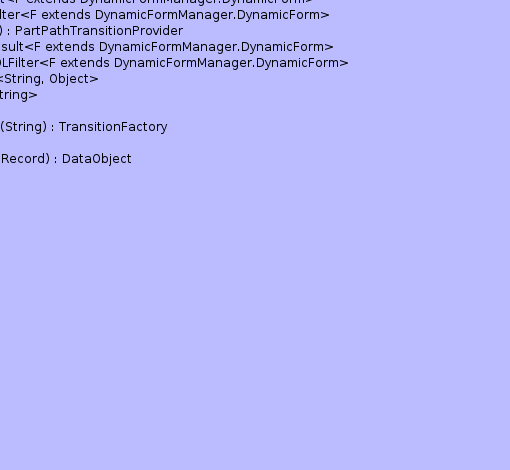 t<F extends DynamicFormManager.DynamicForm>
lter<F extends DynamicFormManager.DynamicForm>
) : PartPathTransitionProvider
sult<F extends DynamicFormManager.DynamicForm>
LFilter<F extends DynamicFormManager.DynamicForm>
<String, Object>
tring>
(String) : TransitionFactory
Record) : DataObject